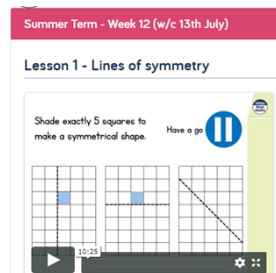 Summer Term - Week 12 (w/c 13th July)
Lesson 1 - Lines of symmetry
Shade exactly 5 squares to
make a symmetrical shape.
Have a go
10:25